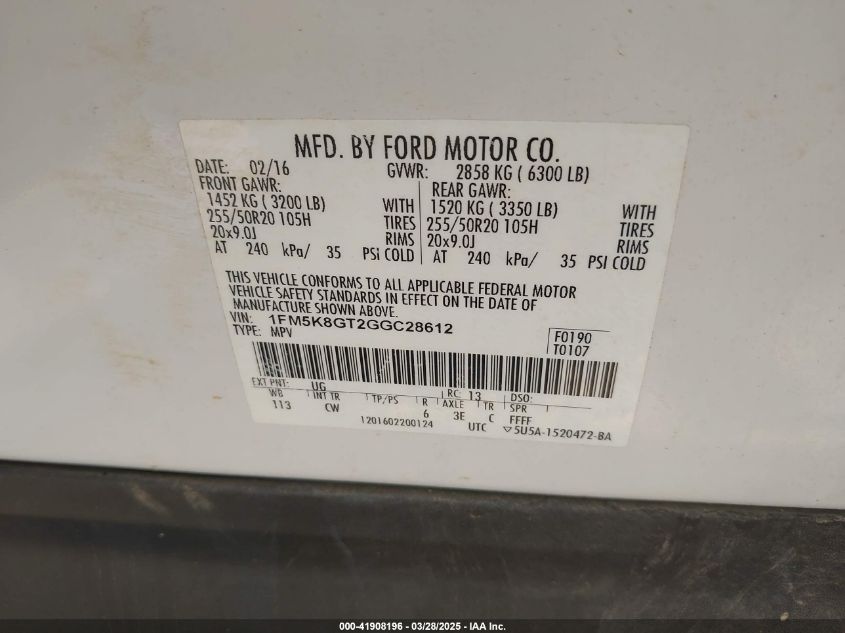 MFD. BY FORD MOTOR CO.
DATE: 02/16 GVWR: 2858 KG ( 6300 LB)
FRONT GAWR: REAR GAWR:
1452 KG ( 3200 LB) WITH 1520 KG ( 3350 LB) WITH
255/50R20 105H TIRES 255/50R20 105H TIRES
20x9.0J RIMS 20x9.0J RIMS
AT 240 kPa/ 35 PSI COLD AT 240 kPa/ 35 PSI COLD
THIS VEHICLE CONFORMS TO ALL APPLICABLE FEDERAL MOTOR
VEHICLE SAFETY STANDARDS IN EFFECT ON THE DATE OF
MANUFACTURE SHOWN ABOVE.
VIN: 1FM5K8GT2GGC28612
TYPE: MPV
F0190
T0107
EXT PNT: UG RC: 13 DSO:
WB INT TR TP/PS R AXLE TR SPR
113 CW 6 3E C FFFF
1201602200124 UTC ▽5U5A-1520472-BA
000-41908196 — 03/28/2025 — IAA Inc.